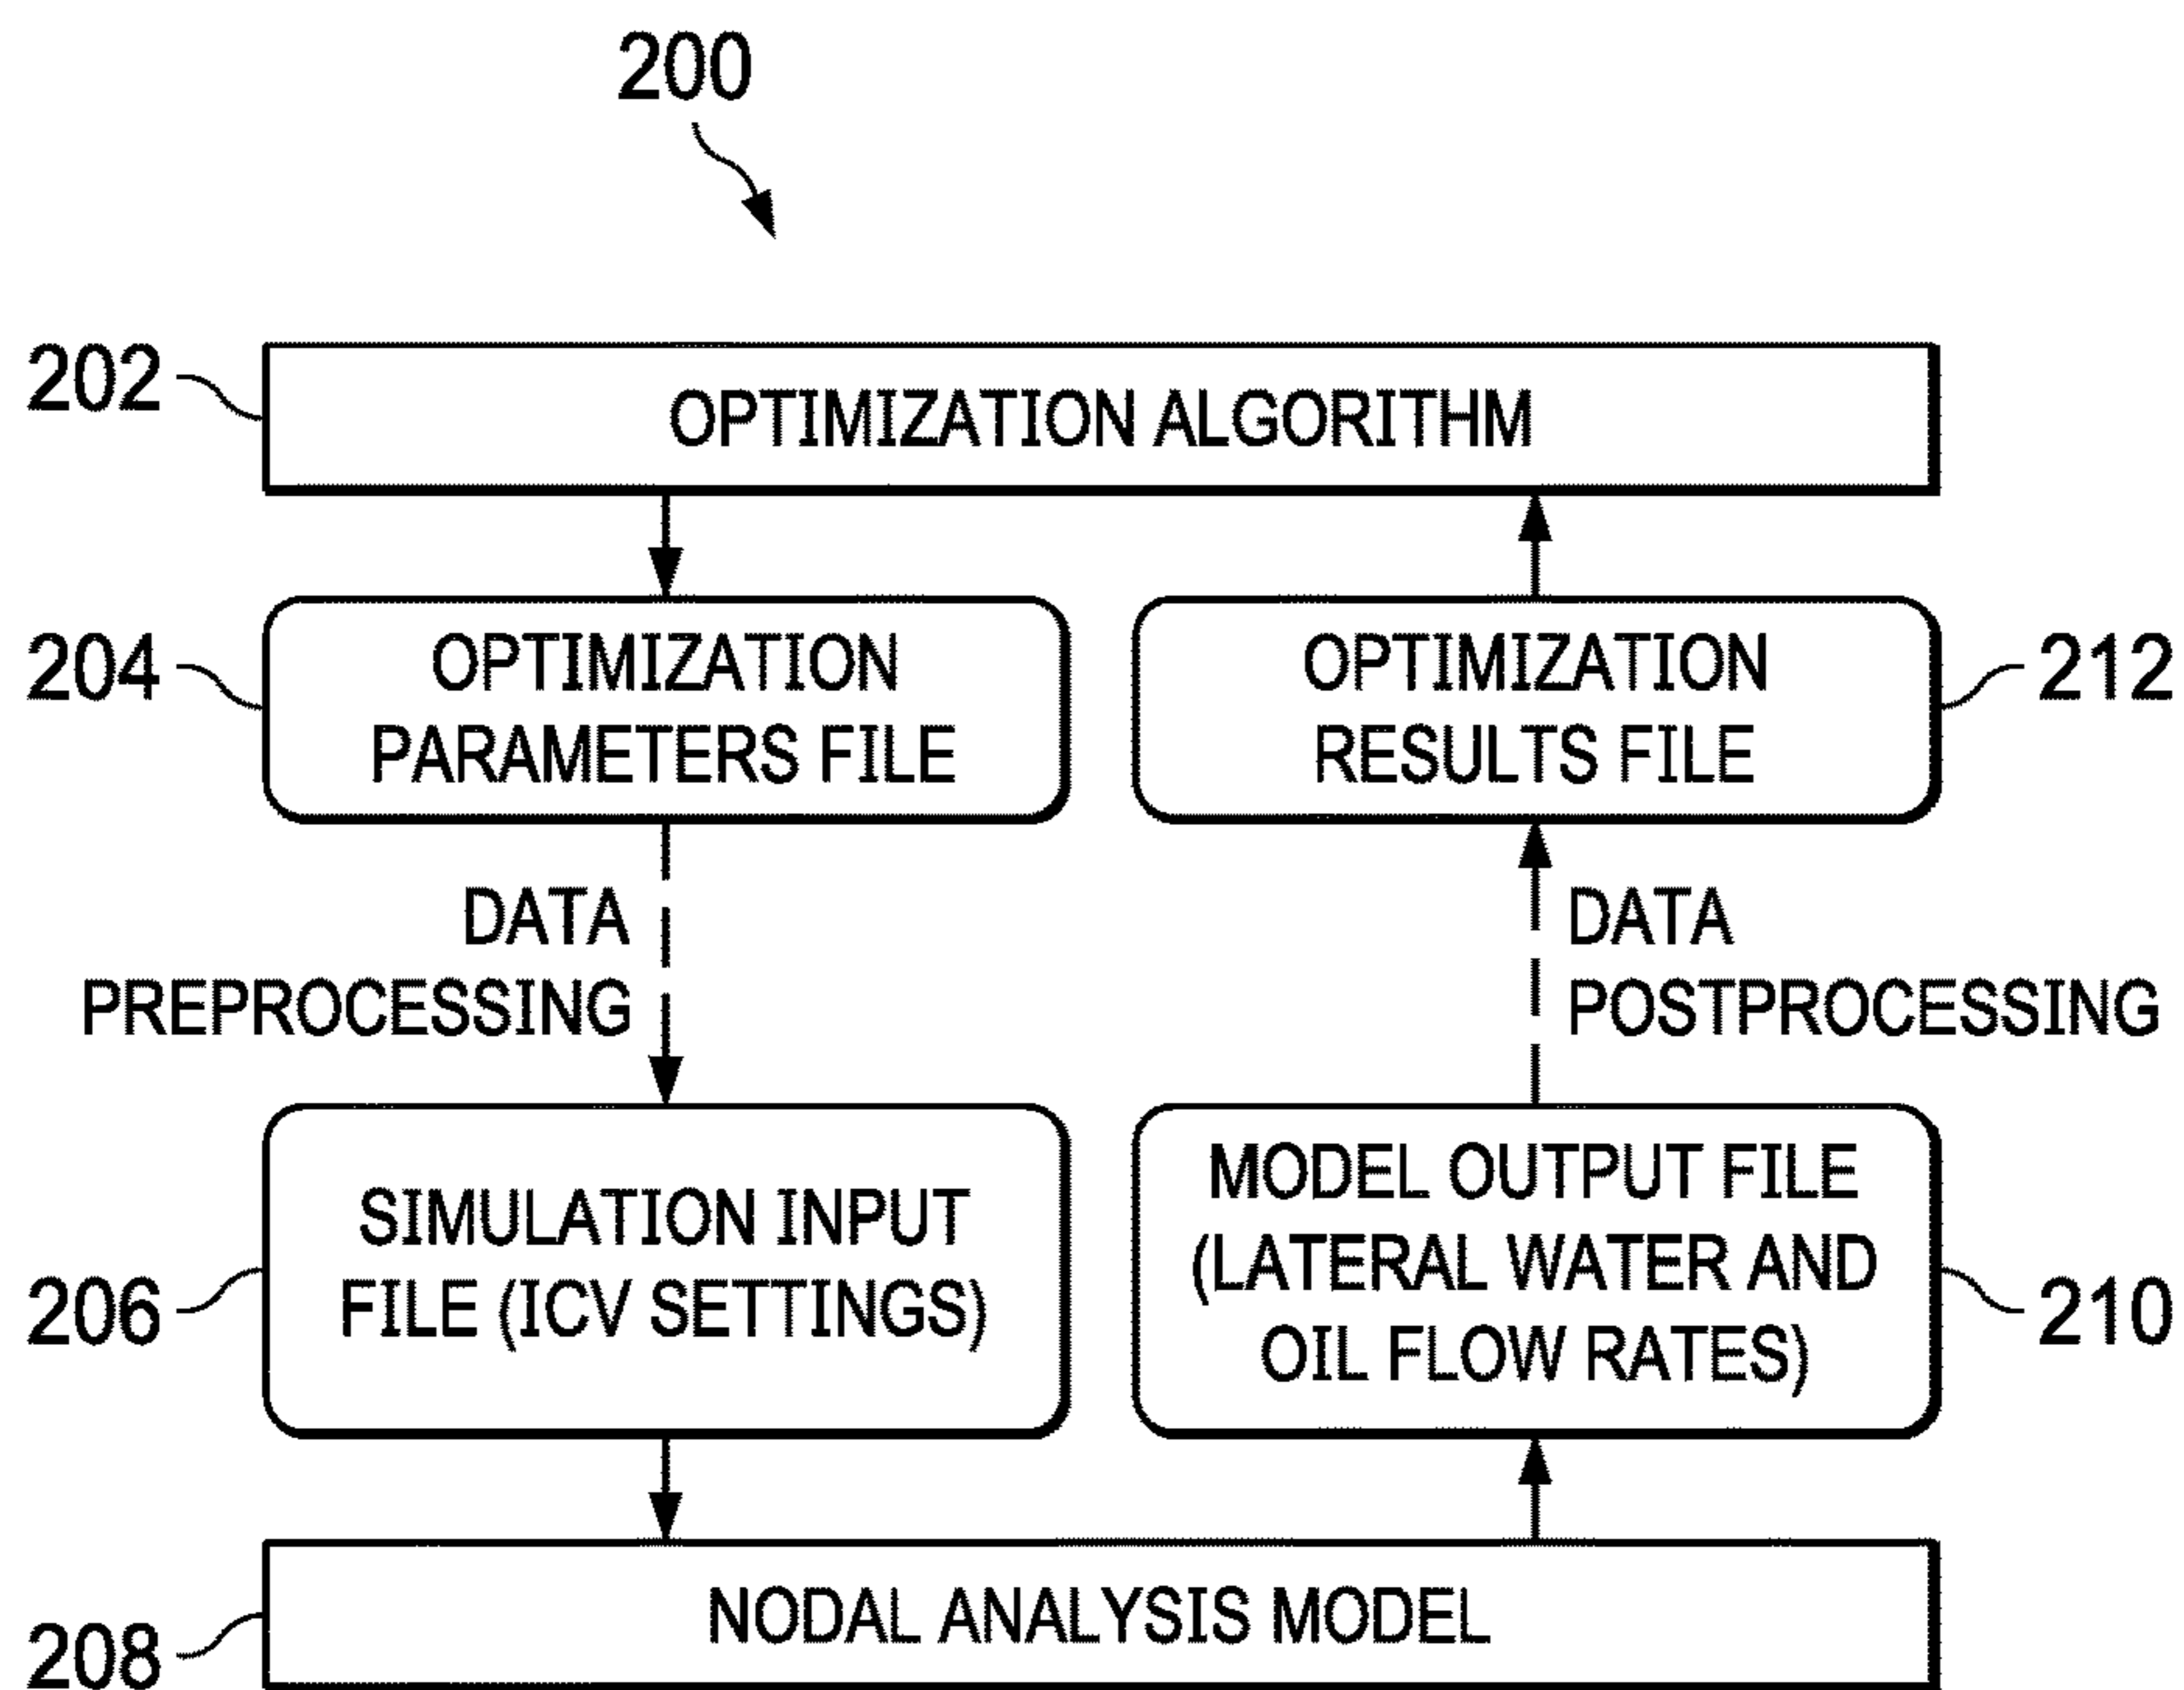 200
202
OPTIMIZATION ALGORITHM
204
OPTIMIZATION
PARAMETERS FILE
OPTIMIZATION
RESULTS FILE
212
DATA
PREPROCESSING
DATA
POSTPROCESSING
206
SIMULATION INPUT
FILE (ICV SETTINGS)
MODEL OUTPUT FILE
(LATERAL WATER AND
OIL FLOW RATES)
210
208
NODAL ANALYSIS MODEL